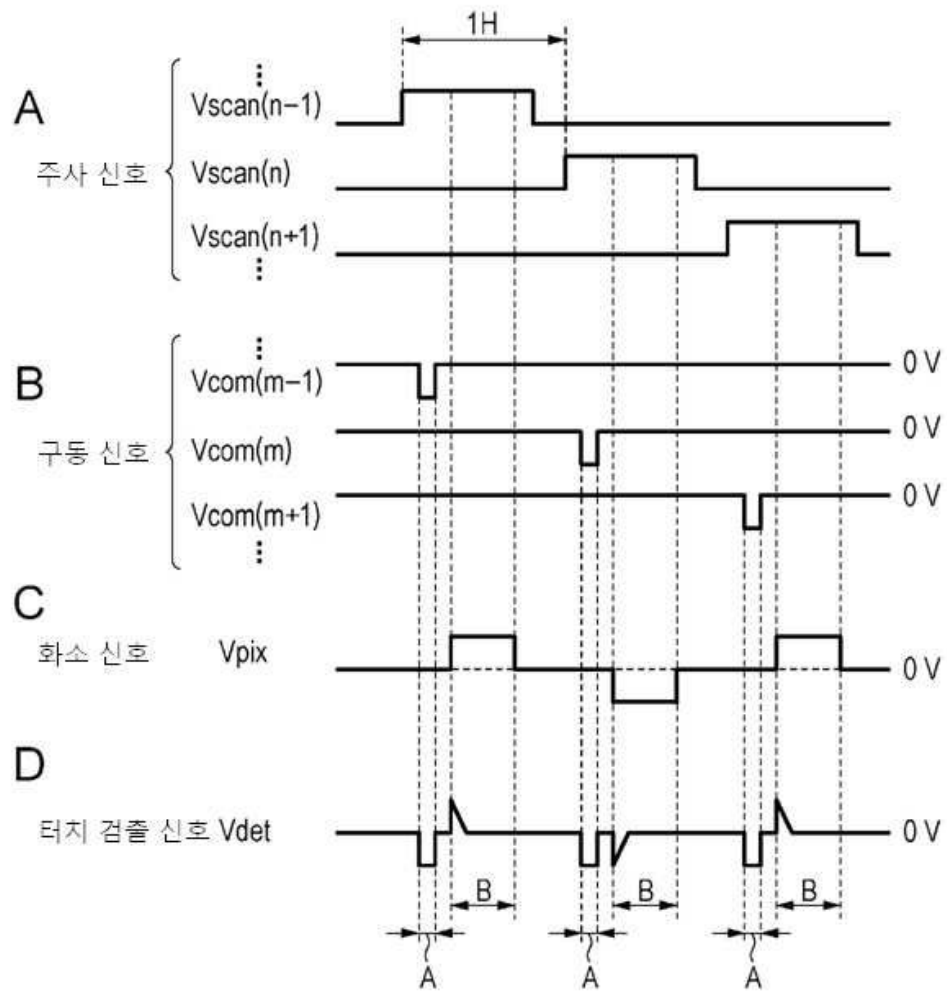 1H
A
주사 신호
⋮
Vscan(n−1)
Vscan(n)
Vscan(n+1)
⋮
B
구동 신호
⋮
Vcom(m−1)
0 V
Vcom(m)
0 V
Vcom(m+1)
0 V
⋮
C
화소 신호 Vpix
0 V
D
터치 검출 신호 Vdet
0 V
B B B
A A A